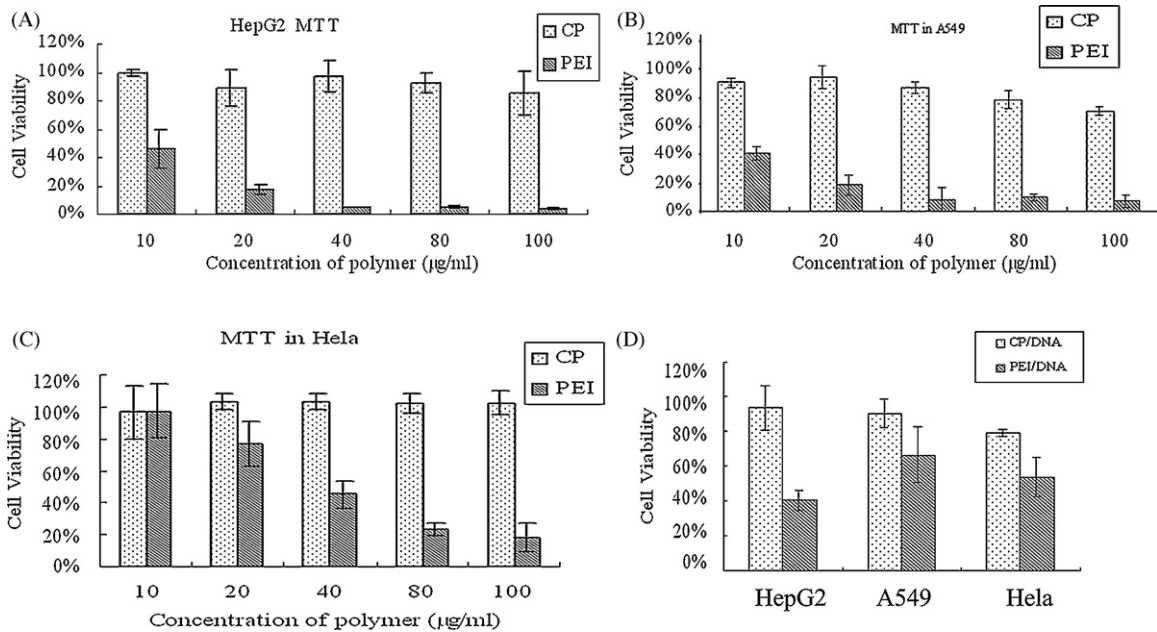 (A)
HepG2 MTT
CP
PEI
Cell Viability
120%
100%
80%
60%
40%
20%
0%
10 20 40 80 100
Concentration of polymer (µg/ml)
(B)
MTT in A549
CP
PEI
Cell Viability
120%
100%
80%
60%
40%
20%
0%
10 20 40 80 100
Concentration of polymer (µg/ml)
(C)
MTT in Hela
CP
PEI
Cell Viability
120%
100%
80%
60%
40%
20%
0%
10 20 40 80 100
Concentration of polymer (µg/ml)
(D)
CP/DNA
PEI/DNA
Cell Viability
120%
100%
80%
60%
40%
20%
0%
HepG2 A549 Hela